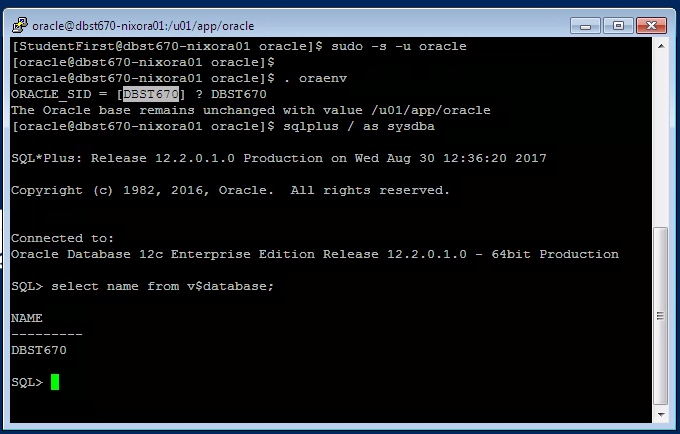 oracle@dbst670-nixora01:/u01/app/oracle
[StudentFirst@dbst670-nixora01 oracle]$ sudo -s -u oracle
[oracle@dbst670-nixora01 oracle]$
[oracle@dbst670-nixora01 oracle]$ . oraenv
ORACLE_SID = [DBST670] ? DBST670
The Oracle base remains unchanged with value /u01/app/oracle
[oracle@dbst670-nixora01 oracle]$ sqlplus / as sysdba
SQL*Plus: Release 12.2.0.1.0 Production on Wed Aug 30 12:36:20 2017
Copyright (c) 1982, 2016, Oracle.  All rights reserved.
Connected to:
Oracle Database 12c Enterprise Edition Release 12.2.0.1.0 - 64bit Production
SQL> select name from v$database;
NAME
---------
DBST670
SQL>